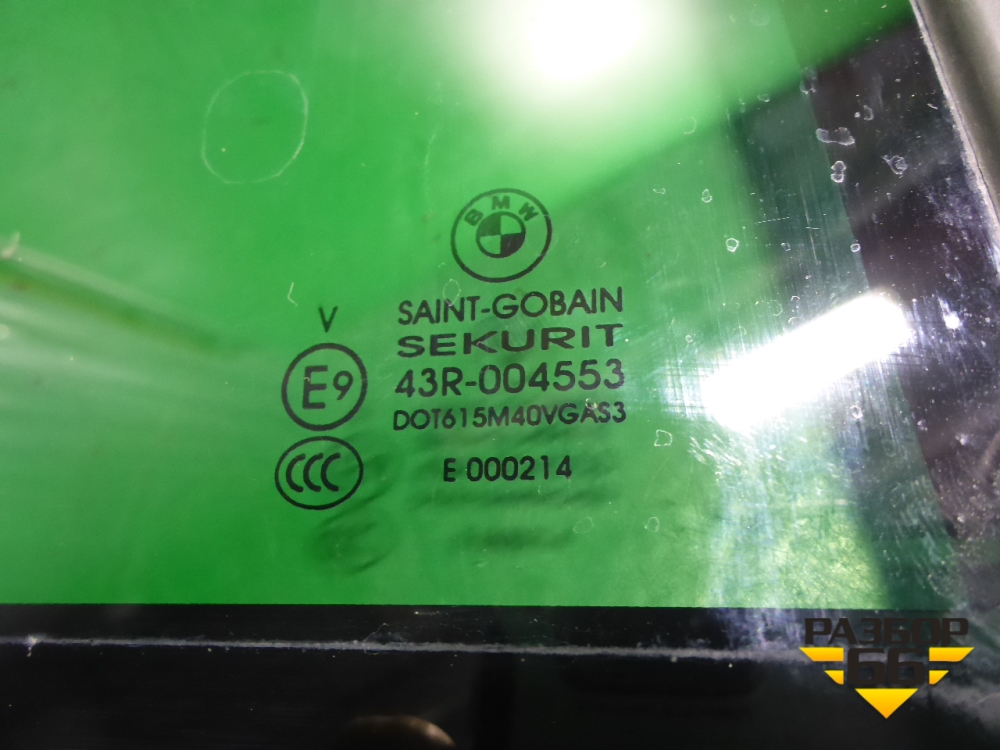 BMW
SAINT-GOBAIN
V
SEKURIT
E9
43R-004553
DOT615M40VGAS3
CCC
E 000214
РАЗБОР
66